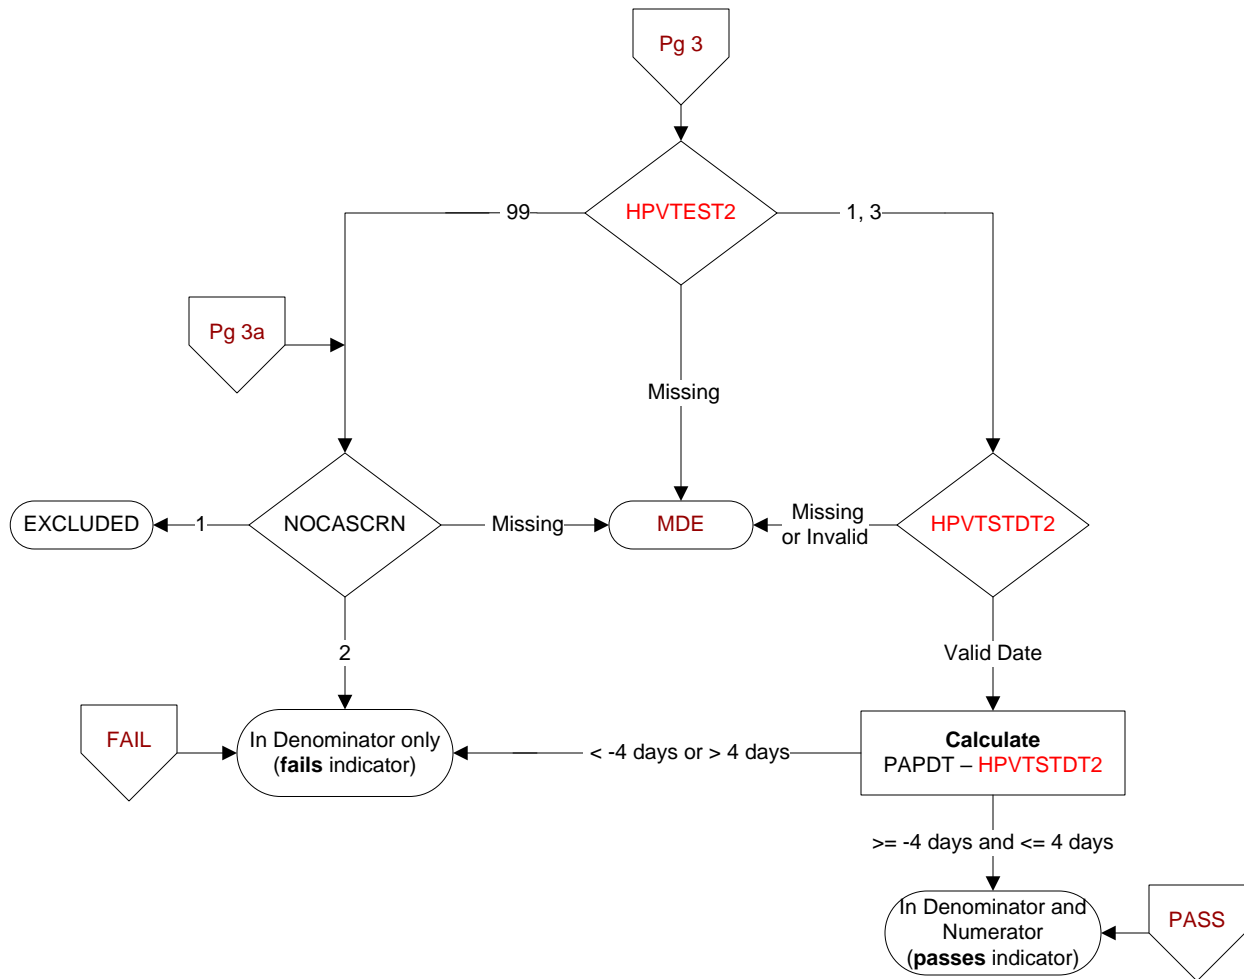 Pg 3
HPVTEST2
99
1, 3
Pg 3a
Missing
EXCLUDED
1
NOCASCRN
Missing
MDE
Missing
or Invalid
HPVTSTDT2
2
Valid Date
FAIL
In Denominator only
(fails indicator)
< -4 days or > 4 days
Calculate
PAPDT – HPVTSTDT2
>= -4 days and <= 4 days
In Denominator and
Numerator
(passes indicator)
PASS